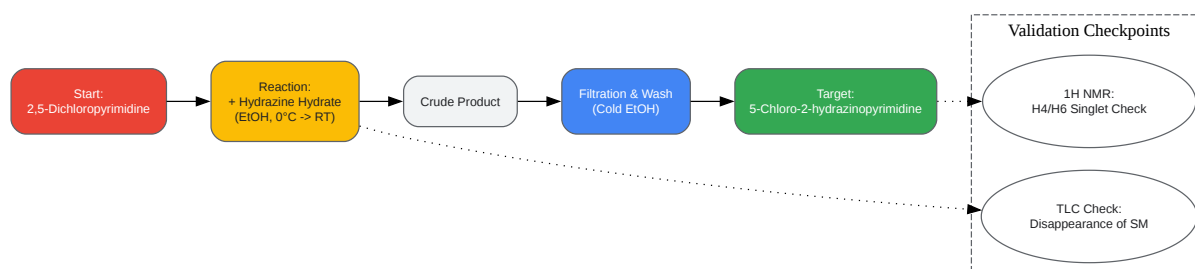 Start:
2,5-Dichloropyrimidine
Reaction:
+ Hydrazine Hydrate
(EtOH, 0°C -> RT)
Crude Product
Filtration & Wash
(Cold EtOH)
Target:
5-Chloro-2-hydrazinopyrimidine
Validation Checkpoints
1H NMR:
H4/H6 Singlet Check
TLC Check:
Disappearance of SM